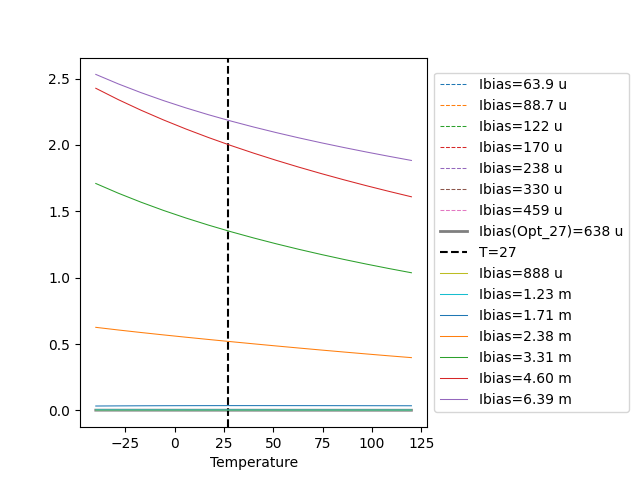 2.5
2.0
1.5
1.0
0.5
0.0
−25
0
25
50
75
100
125
Temperature
Ibias=63.9 u
Ibias=88.7 u
Ibias=122 u
Ibias=170 u
Ibias=238 u
Ibias=330 u
Ibias=459 u
Ibias(Opt_27)=638 u
T=27
Ibias=888 u
Ibias=1.23 m
Ibias=1.71 m
Ibias=2.38 m
Ibias=3.31 m
Ibias=4.60 m
Ibias=6.39 m